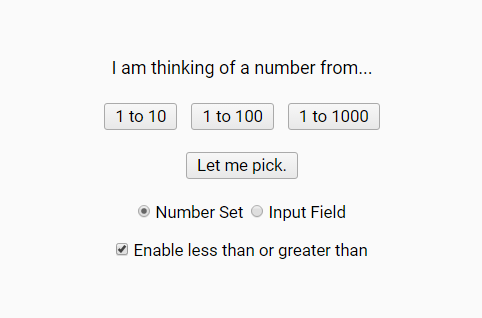 I am thinking of a number from...
1 to 10 1 to 100 1 to 1000
Let me pick.
Number Set Input Field
Enable less than or greater than